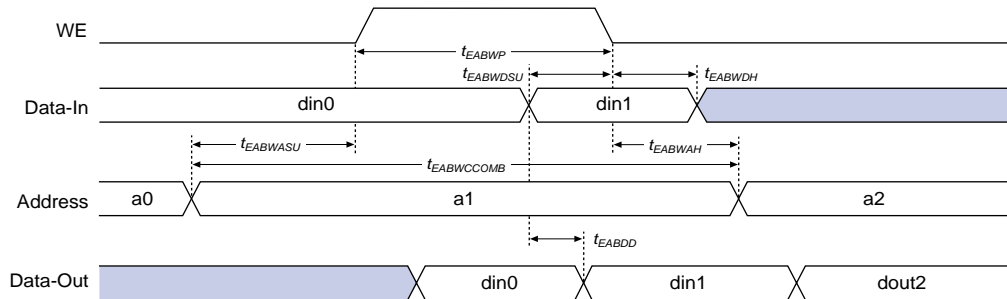 WE
tEABWP
tEABWDSU tEABWDH
Data-In din0 din1
tEABWASU tEABWAH
tEABWCCOMB
Address a0 a1 a2
tEABDD
Data-Out din0 din1 dout2